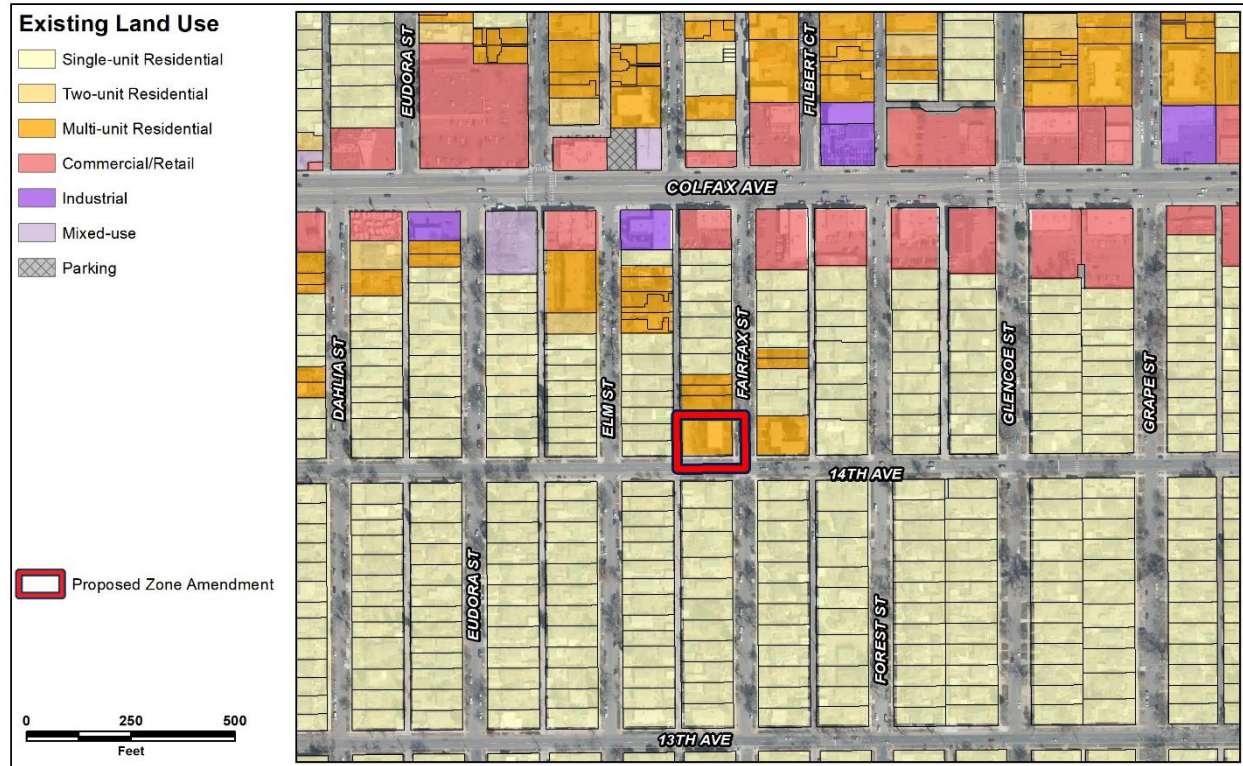 Existing Land Use
Single-unit Residential
Two-unit Residential
Multi-unit Residential
Commercial/Retail
Industrial
Mixed-use
Parking
Proposed Zone Amendment
0 250 500
Feet
EUDORA ST
FILBERT CT
COLFAX AVE
DAHLIA ST
ELM ST
FAIRFAX ST
GLENCOE ST
GRAPE ST
14TH AVE
EUDORA ST
FOREST ST
13TH AVE